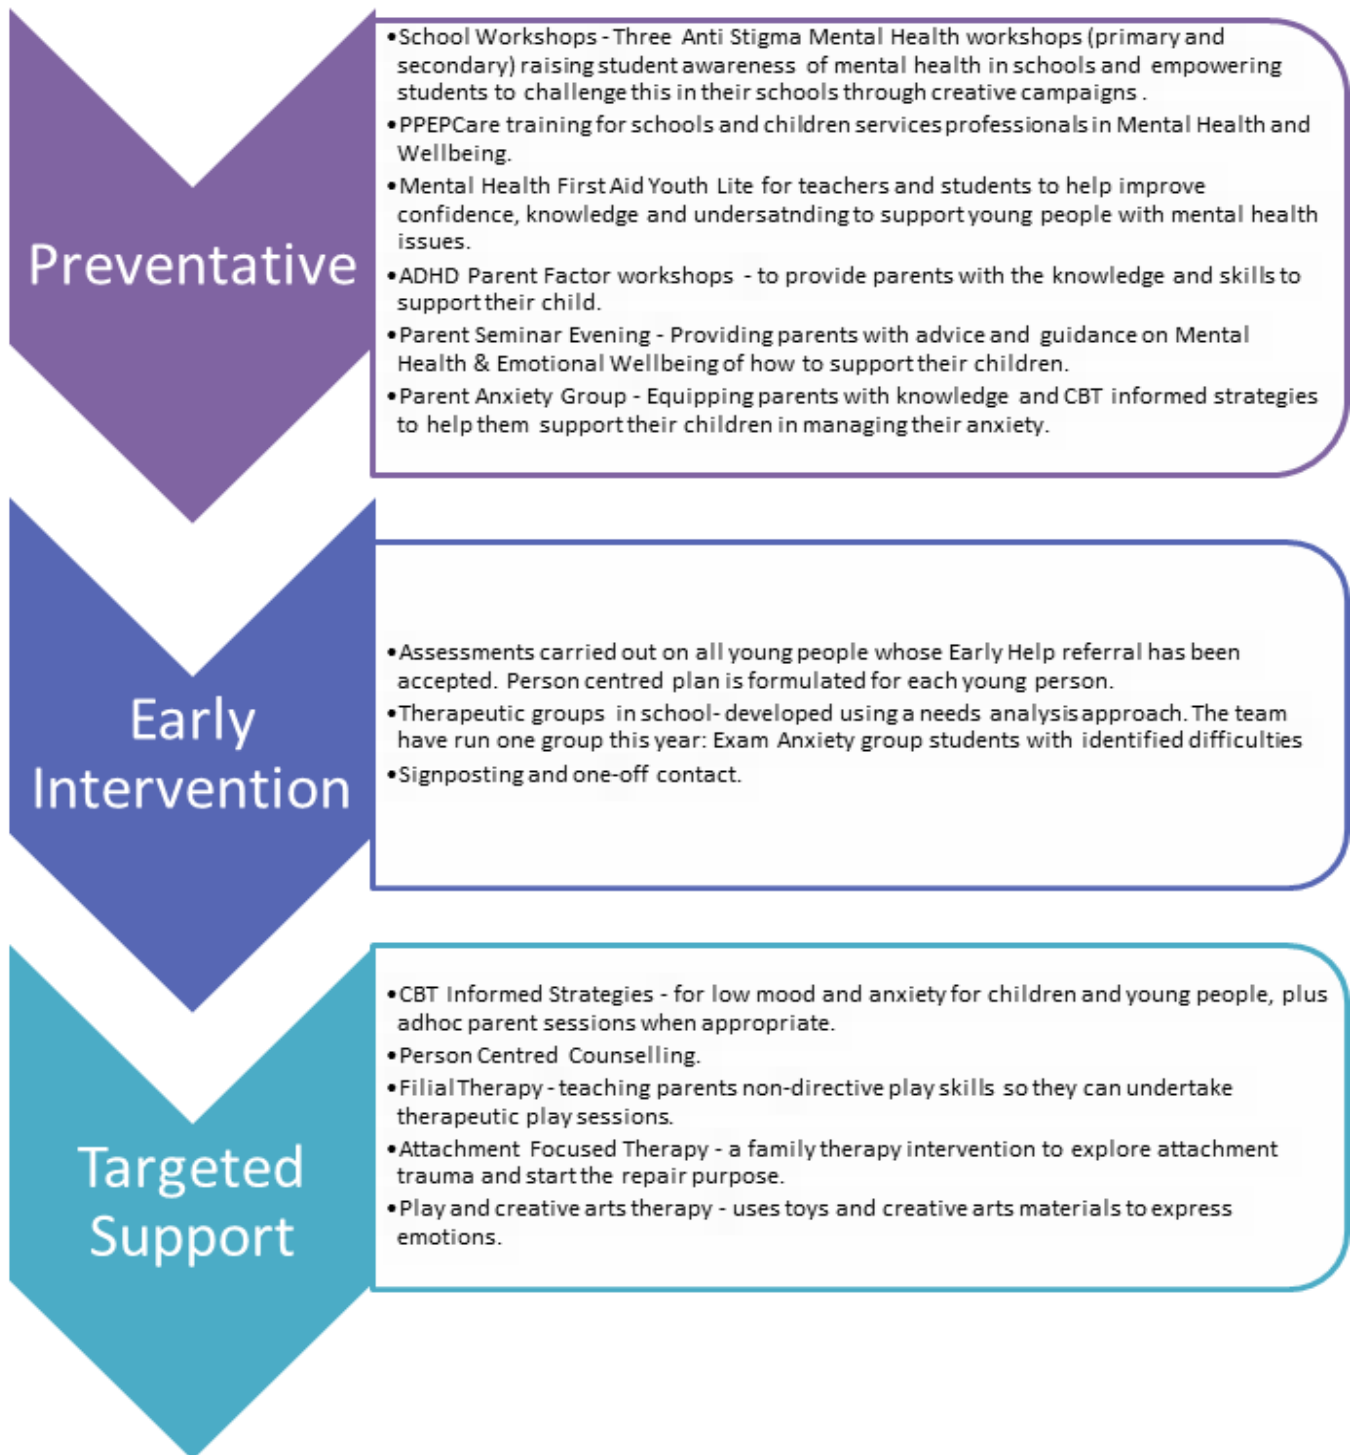 Preventative
•School Workshops - Three Anti Stigma Mental Health workshops (primary and
secondary) raising student awareness of mental health in schools and empowering
students to challenge this in their schools through creative campaigns .
•PPEPCare training for schools and children services professionals in Mental Health and
Wellbeing.
•Mental Health First Aid Youth Lite for teachers and students to help improve
confidence, knowledge and undersatnding to support young people with mental health
issues.
•ADHD Parent Factor workshops - to provide parents with the knowledge and skills to
support their child.
•Parent Seminar Evening - Providing parents with advice and guidance on Mental
Health & Emotional Wellbeing of how to support their children.
•Parent Anxiety Group - Equipping parents with knowledge and CBT informed strategies
to help them support their children in managing their anxiety.
Early
Intervention
•Assessments carried out on all young people whose Early Help referral has been
accepted. Person centred plan is formulated for each young person.
•Therapeutic groups in school- developed using a needs analysis approach. The team
have run one group this year: Exam Anxiety group students with identified difficulties
•Signposting and one-off contact.
Targeted
Support
•CBT Informed Strategies - for low mood and anxiety for children and young people, plus
adhoc parent sessions when appropriate.
•Person Centred Counselling.
•Filial Therapy - teaching parents non-directive play skills so they can undertake
therapeutic play sessions.
•Attachment Focused Therapy - a family therapy intervention to explore attachment
trauma and start the repair purpose.
•Play and creative arts therapy - uses toys and creative arts materials to express
emotions.